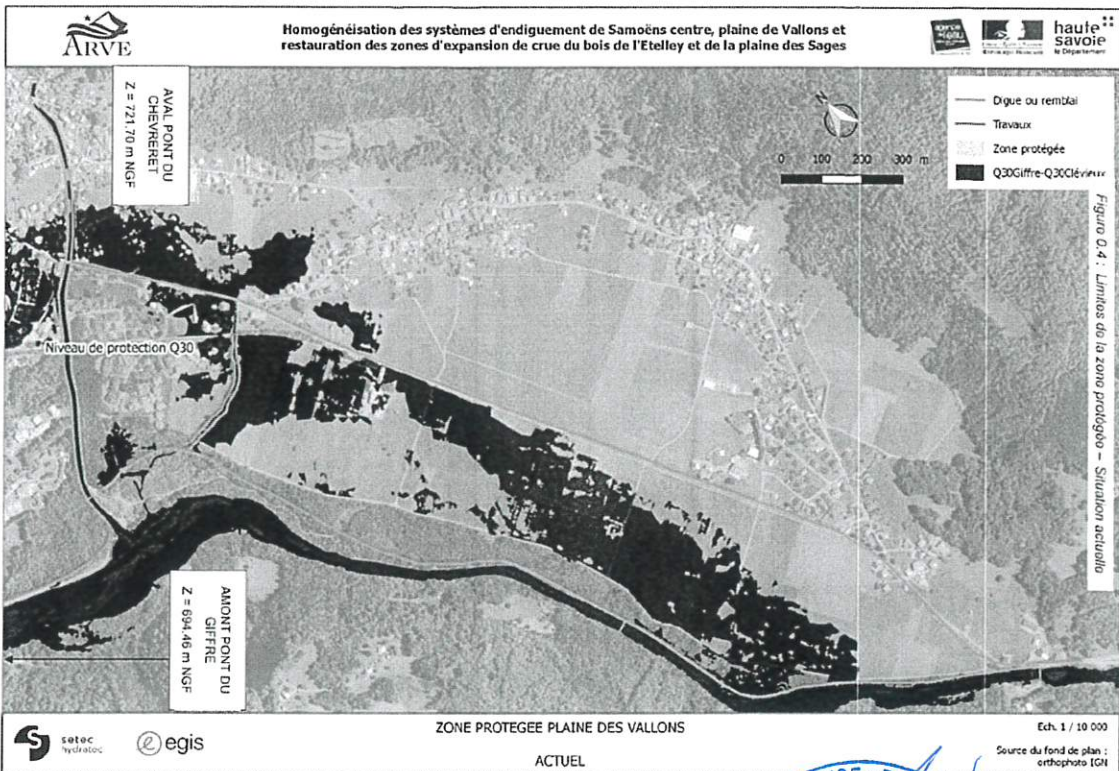 ARVE
Homogénéisation des systèmes d'endiguement de Samoëns centre, plaine de Vallons et
restauration des zones d'expansion de crue du bois de l'Etelley et de la plaine des Sages
haute
savoie
le Département
AVAL PONT DU
CHEVRERET
Z = 721.70 m NGF
0 100 200 300 m
Digue ou remblai
Travaux
Zone protégée
Q30Giffre-Q30Clévieux
Figure 0.4 : Limites de la zone protégée – Situation actuelle
Niveau de protection Q30
AMONT PONT DU
GIFFRE
Z = 694.46 m NGF
setec
hydratec
egis
ZONE PROTEGEE PLAINE DES VALLONS
ACTUEL
Ech. 1 / 10 000
Source du fond de plan :
orthophoto IGN